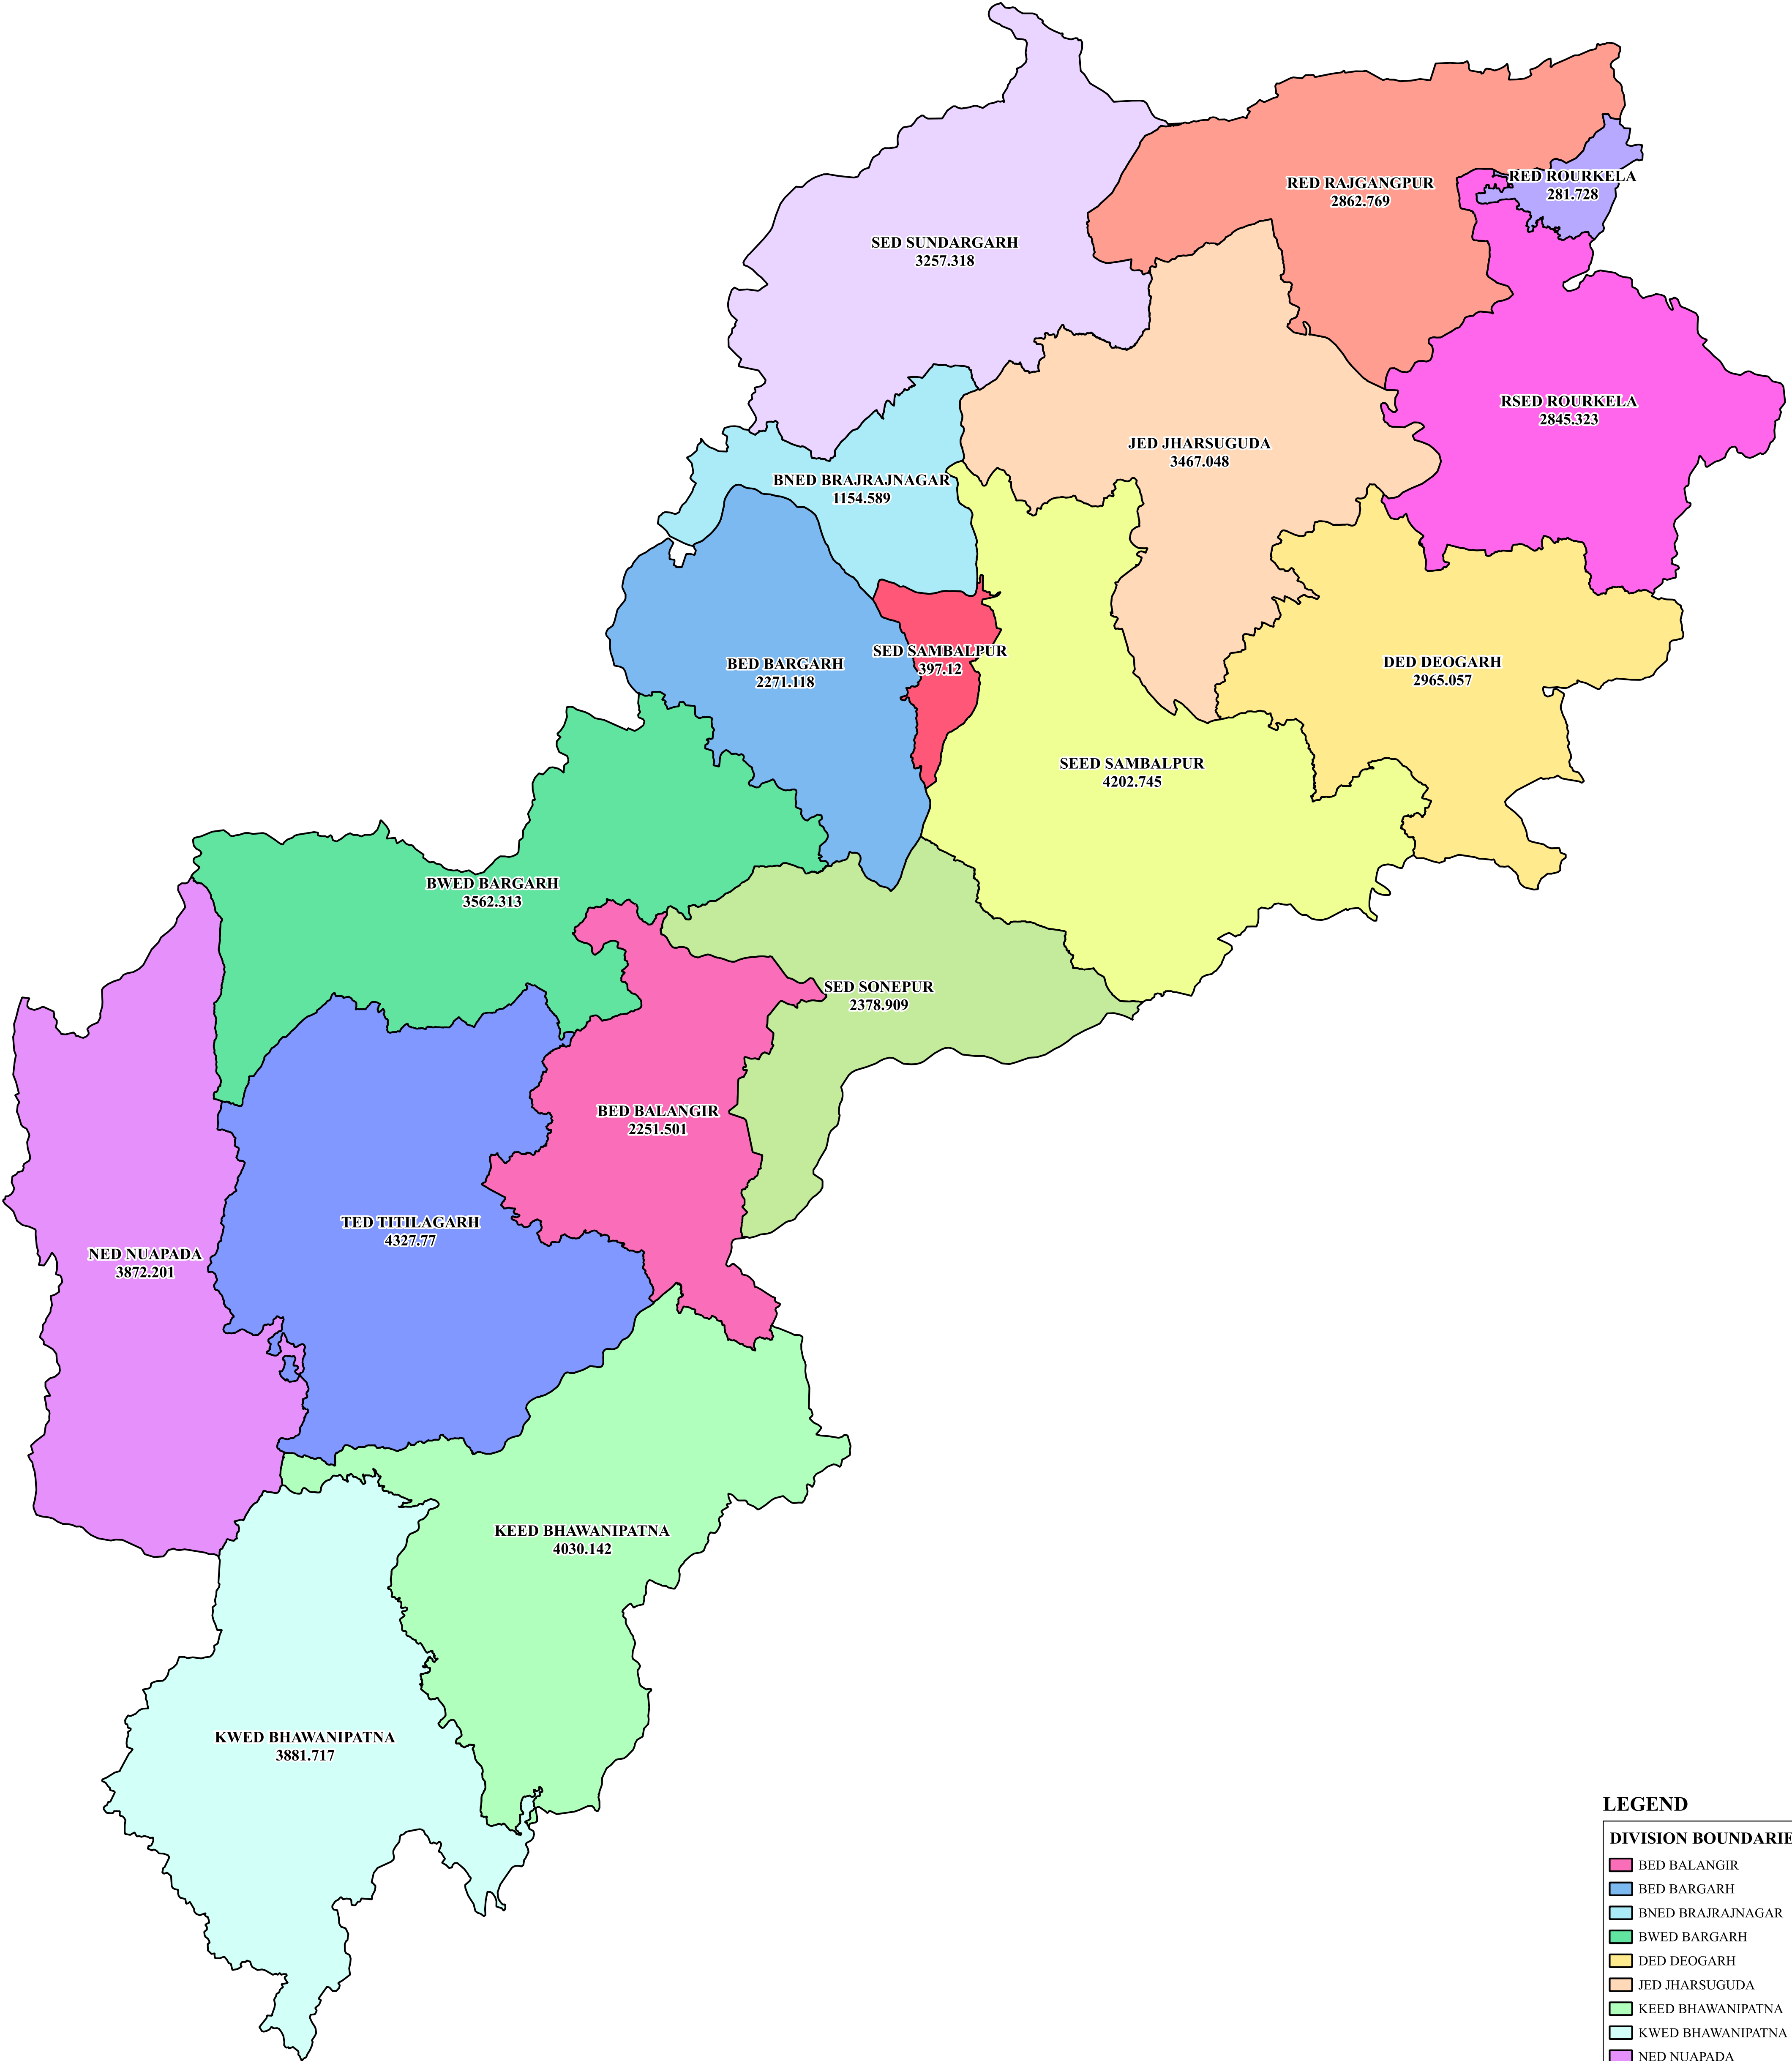 RED RAJGANGPUR
2862.769
RED ROURKELA
281.728
SED SUNDARGARH
3257.318
RSED ROURKELA
2845.323
JED JHARSUGUDA
3467.048
BNED BRAJRAJNAGAR
1154.589
SED SAMBALPUR
397.12
BED BARGARH
2271.118
DED DEOGARH
2965.057
SEED SAMBALPUR
4202.745
BWED BARGARH
3562.313
SED SONEPUR
2378.909
BED BALANGIR
2251.501
TED TITILAGARH
4327.77
NED NUAPADA
3872.201
KEED BHAWANIPATNA
4030.142
KWED BHAWANIPATNA
3881.717
LEGEND
DIVISION BOUNDARIE
BED BALANGIR
BED BARGARH
BNED BRAJRAJNAGAR
BWED BARGARH
DED DEOGARH
JED JHARSUGUDA
KEED BHAWANIPATNA
KWED BHAWANIPATNA
NED NUAPADA